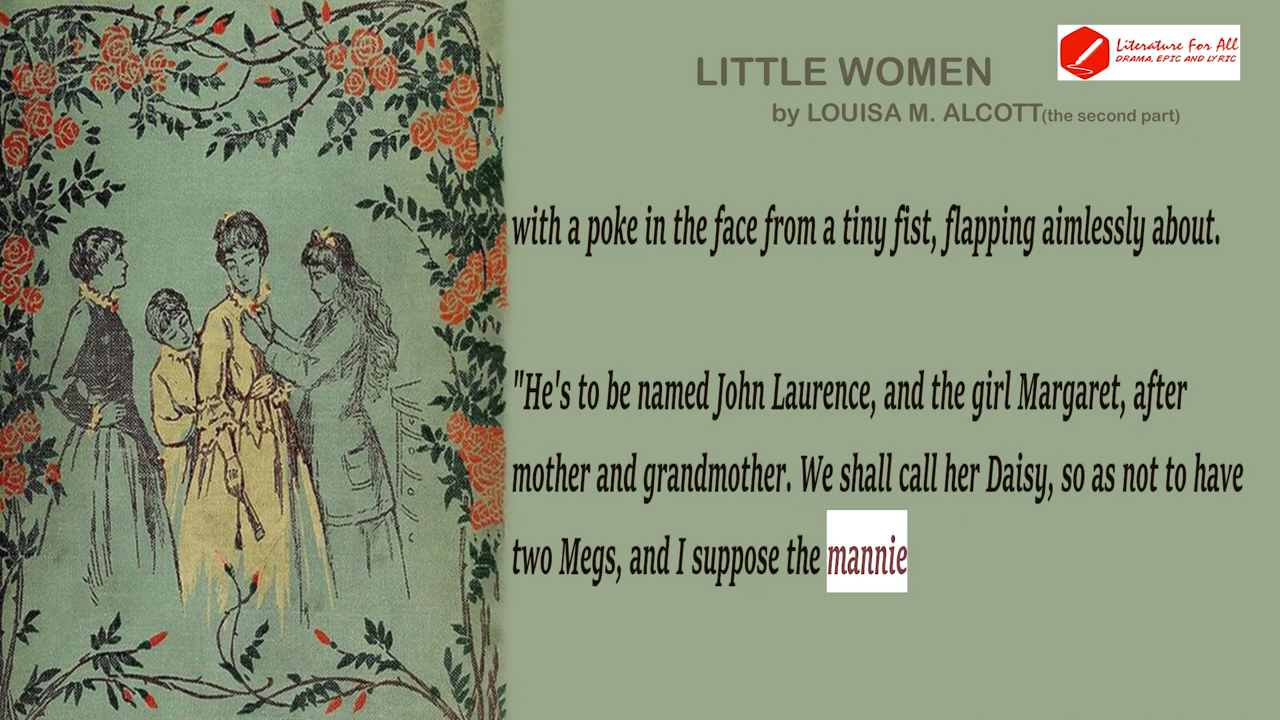 Literature For All
DRAMA, EPIC AND LYRIC
LITTLE WOMEN
by LOUISA M. ALCOTT(the second part)
with a poke in the face from a tiny fist, flapping aimlessly about.
"He's to be named John Laurence, and the girl Margaret, after
mother and grandmother. We shall call her Daisy, so as not to have
two Megs, and I suppose the mannie